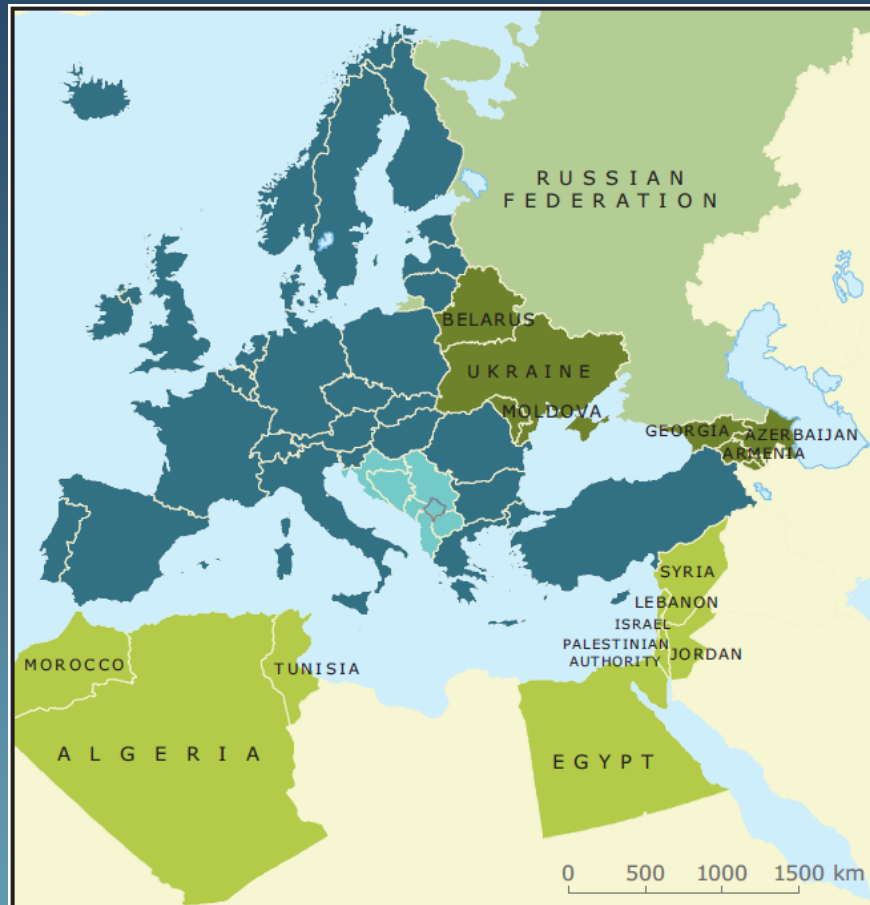 RUSSIAN
FEDERATION
BELARUS
UKRAINE
MOLDOVA
GEORGIA
AZERBAIJAN
ARMENIA
SYRIA
LEBANON
ISRAEL
PALESTINIAN
AUTHORITY
JORDAN
MOROCCO
TUNISIA
ALGERIA
EGYPT
0 500 1000 1500 km